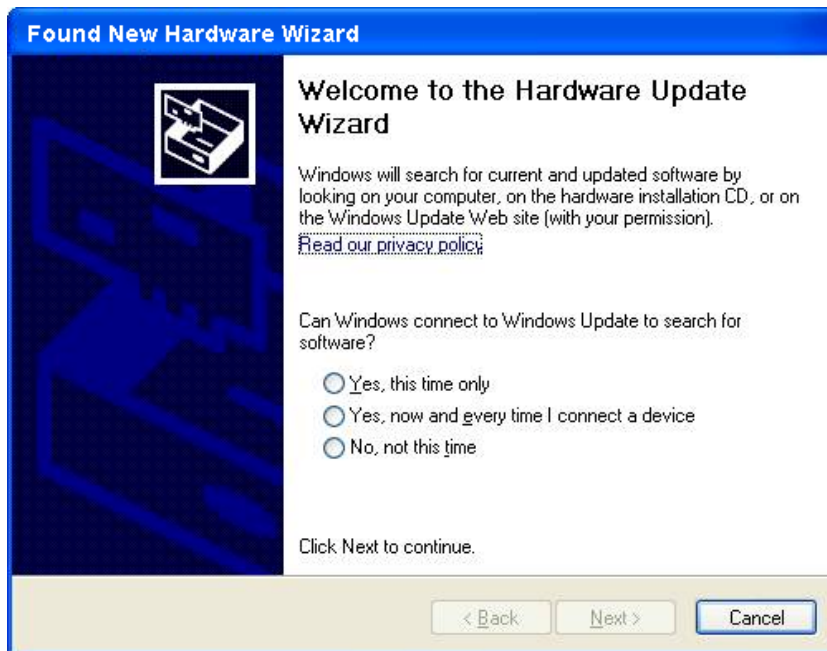 Found New Hardware Wizard
Welcome to the Hardware Update
Wizard
Windows will search for current and updated software by
looking on your computer, on the hardware installation CD, or on
the Windows Update Web site (with your permission).
Read our privacy policy
Can Windows connect to Windows Update to search for
software?
Yes, this time only
Yes, now and every time I connect a device
No, not this time
Click Next to continue.
< Back Next > Cancel